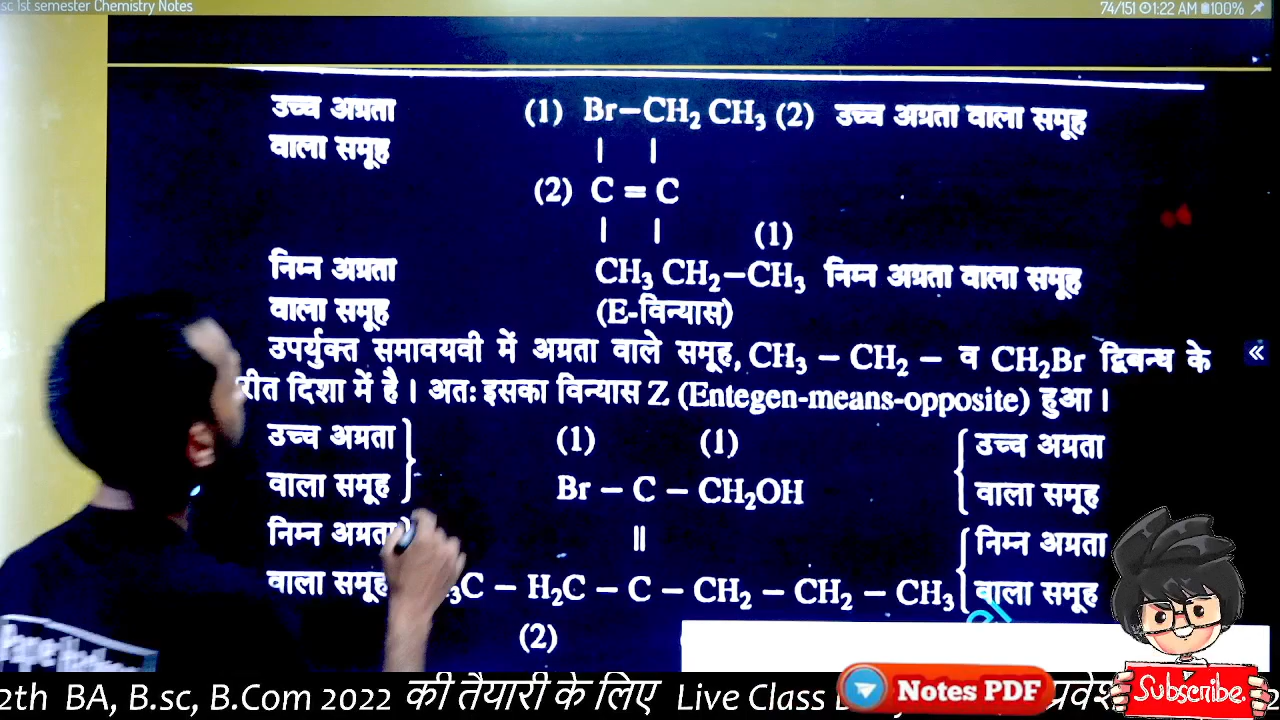 sc 1st semester Chemistry Notes
74/151 1:22 AM 100%
उच्च अग्रता (1) Br–CH₂ CH₃ (2) उच्च अग्रता वाला समूह
वाला समूह
(2) C = C
(1)
निम्न अग्रता CH₃ CH₂–CH₃ निम्न अग्रता वाला समूह
वाला समूह (E-विन्यास)
उपर्युक्त समावयवी में अग्रता वाले समूह, CH₃ – CH₂ – व CH₂Br द्विबन्ध के
रीत दिशा में है। अतः इसका विन्यास Z (Entegen-means-opposite) हुआ।
उच्च अग्रता (1) (1) उच्च अग्रता
वाला समूह Br – C – CH₂OH वाला समूह
निम्न अग्रता || निम्न अग्रता
वाला समूह ₃C – H₂C – C – CH₂ – CH₂ – CH₃ वाला समूह
(2)
2th BA, B.sc, B.Com 2022 की तैयारी के लिए Live Class
Notes PDF
Subscribe